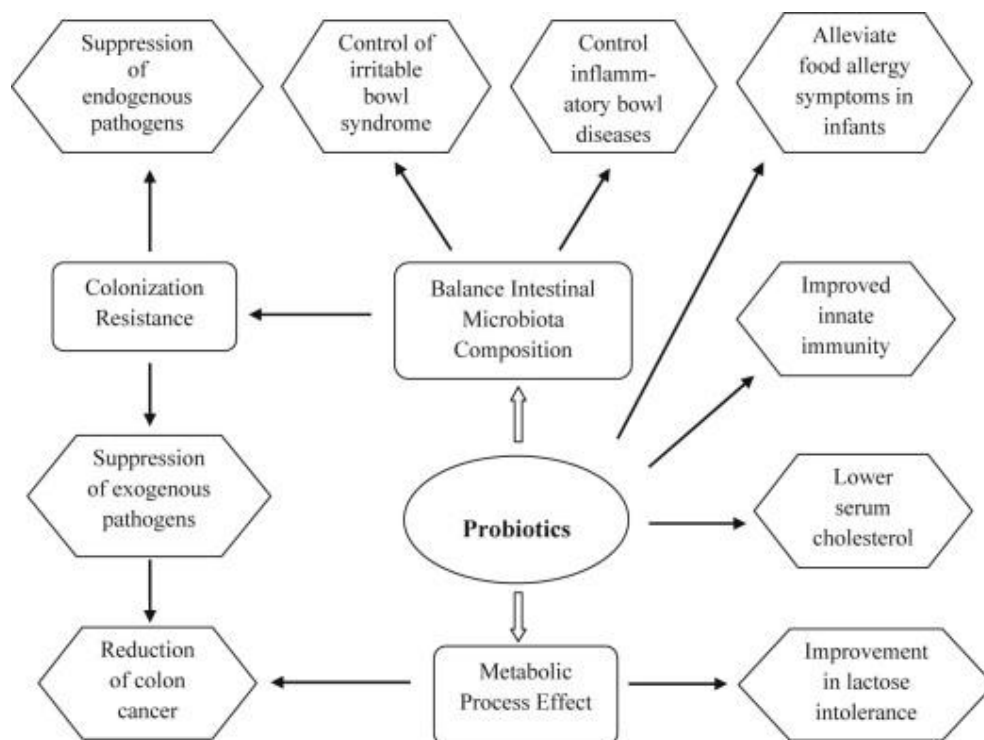 Suppression
of
endogenous
pathogens
Control of
irritable
bowl
syndrome
Control
inflamm-
atory bowl
diseases
Alleviate
food allergy
symptoms in
infants
Colonization
Resistance
Balance Intestinal
Microbiota
Composition
Improved
innate
immunity
Suppression
of exogenous
pathogens
Probiotics
Lower
serum
cholesterol
Reduction
of colon
cancer
Metabolic
Process Effect
Improvement
in lactose
intolerance